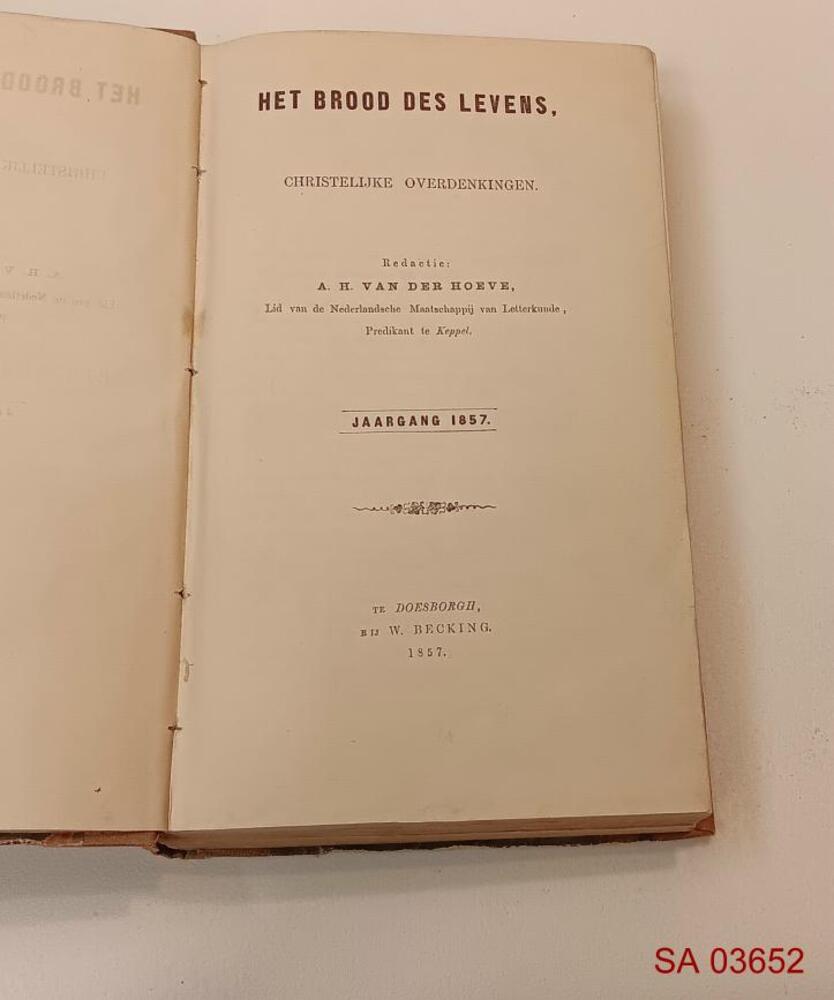 HET BROOD DES LEVENS,
CHRISTELIJKE OVERDENKINGEN.
Redactie:
A. H. VAN DER HOEVE,
Lid van de Nederlandsche Maatschappij van Letterkunde,
Predikant te Keppel.
JAARGANG 1857.
TE DOESBORGH,
BIJ W. BECKING.
1857.
SA 03652